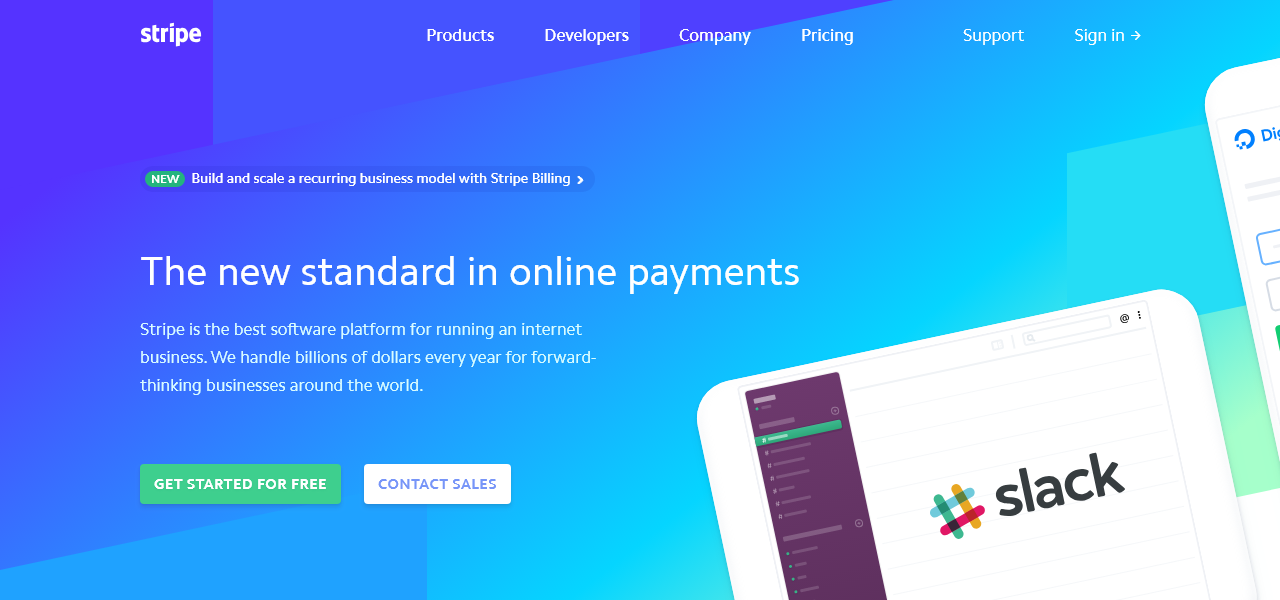 stripe
Products Developers Company Pricing Support Sign in →
NEW Build and scale a recurring business model with Stripe Billing ›
The new standard in online payments
Stripe is the best software platform for running an internet
business. We handle billions of dollars every year for forward-
thinking businesses around the world.
GET STARTED FOR FREE CONTACT SALES
Dig
@
slack